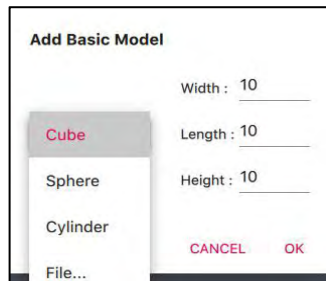 Add Basic Model
Width : 10
Cube
Length : 10
Sphere
Height : 10
Cylinder
CANCEL OK
File...